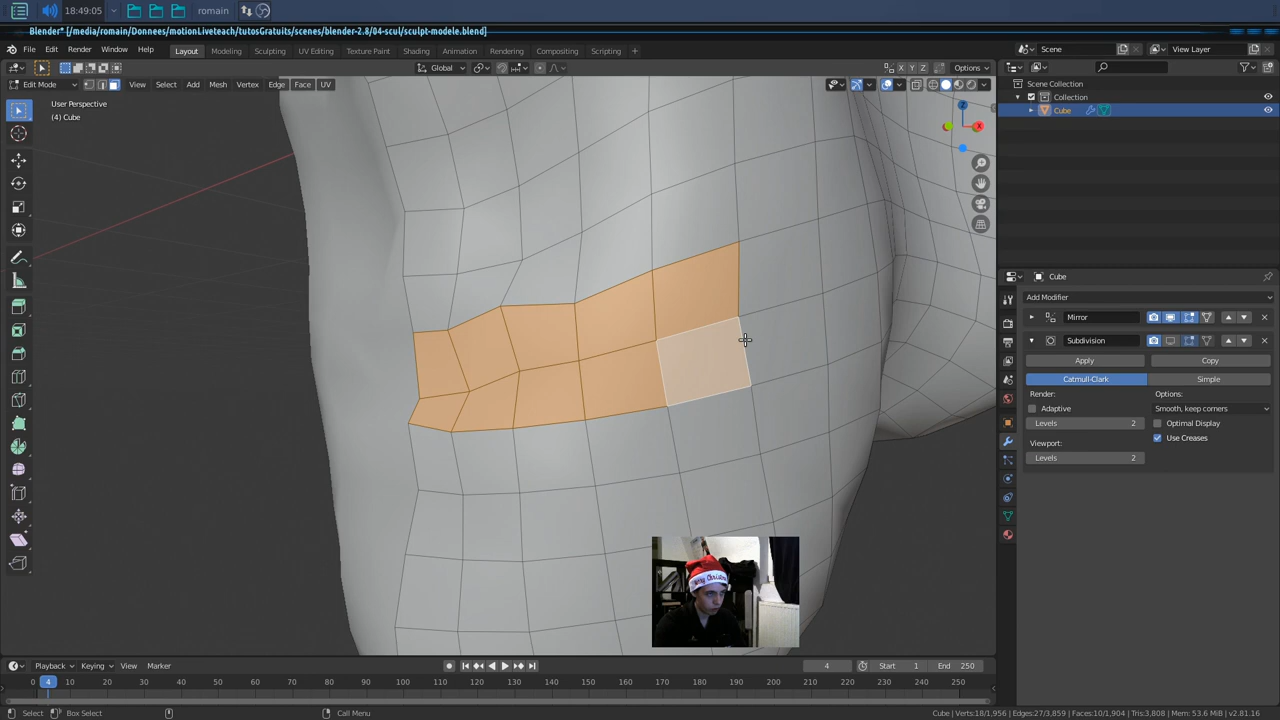 18:49:05
romain
Blender* [/media/romain/Donnees/motionLiveteach/tutosGratuits/scenes/blender-2.8/04-scul/sculpt-modele.blend]
File Edit Render Window Help
Layout Modeling Sculpting UV Editing Texture Paint Shading Animation Rendering Compositing Scripting +
Scene
View Layer
Global
X Y Z
Options
Edit Mode
View Select Add Mesh Vertex Edge Face UV
User Perspective
(4) Cube
Z
X
Scene Collection
Collection
Cube
Cube
Add Modifier
Mirror
Subdivision
Apply
Copy
Catmull-Clark
Simple
Render:
Options:
Adaptive
Smooth, keep corners
Levels 2
Optimal Display
Viewport:
Use Creases
Levels 2
Merry Christmas
Playback Keying View Marker
4
Start 1
End 250
0 4 10 20 30 40 50 60 70 80 90 100 110 120 130 140 150 160 170 180 190 200 210 220 230 240 250
Select
Box Select
Call Menu
Cube | Verts:18/1,956 | Edges:27/3,859 | Faces:10/1,904 | Tris:3,808 | Mem: 53.6 MiB | v2.81.16